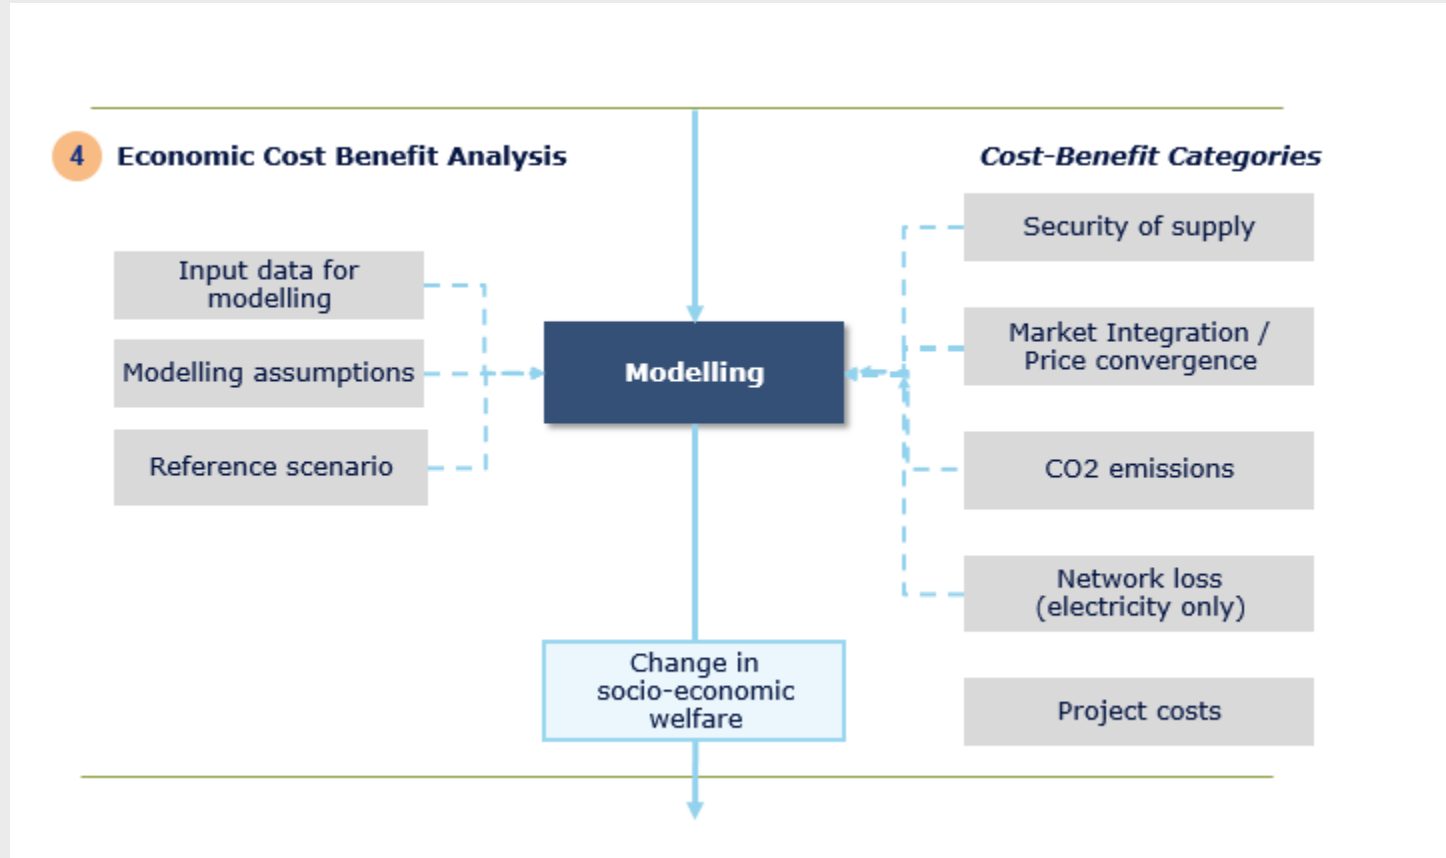 4 Economic Cost Benefit Analysis
Cost-Benefit Categories
Input data for
modelling
Modelling assumptions
Reference scenario
Modelling
Change in
socio-economic
welfare
Security of supply
Market Integration /
Price convergence
CO2 emissions
Network loss
(electricity only)
Project costs